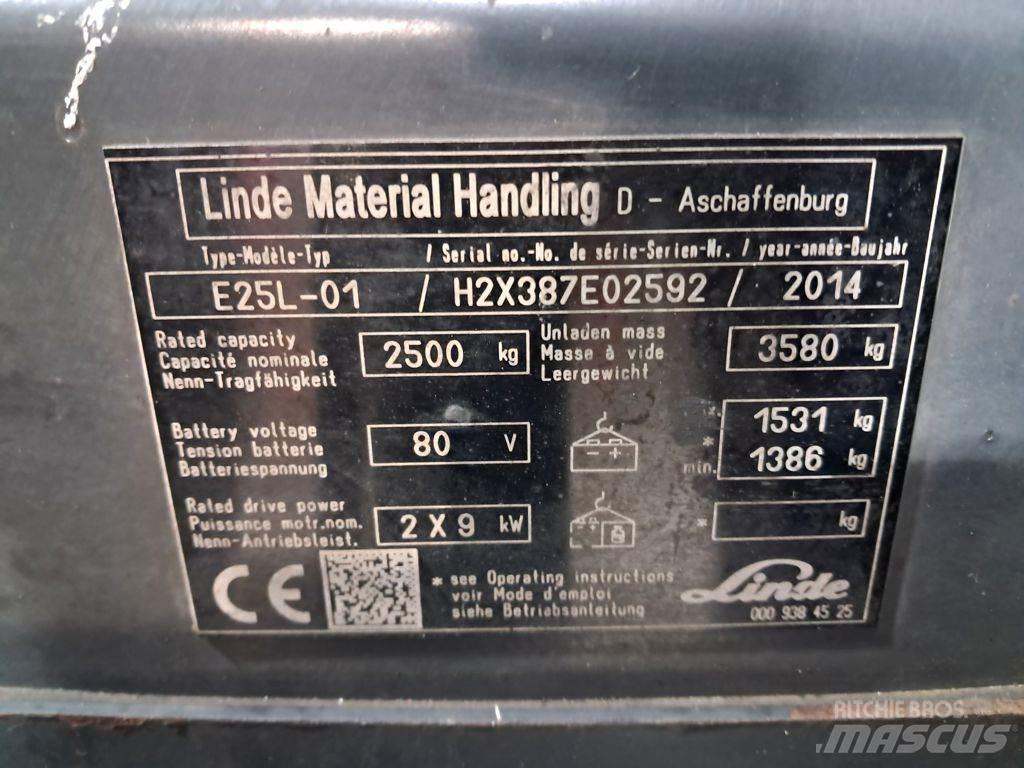 Linde Material Handling D - Aschaffenburg
Type-Modèle-Typ / Serial no.-No. de série-Serien-Nr. / year-année-Baujahr
E25L-01 / H2X387E02592 / 2014
Rated capacity
Capacité nominale
Nenn-Tragfähigkeit
2500 kg
Unladen mass
Masse à vide
Leergewicht
3580 kg
Battery voltage
Tension batterie
Batteriespannung
80 V
- +
* 1531 kg
* min. 1386 kg
Rated drive power
Puissance motr.nom.
Nenn-Antriebsleist.
2 X 9 kW
* kg
CE
* see Operating instructions
voir Mode d'emploi
siehe Betriebsanleitung
Linde
000 938 45 25
RITCHIE BROS.
MASCUS